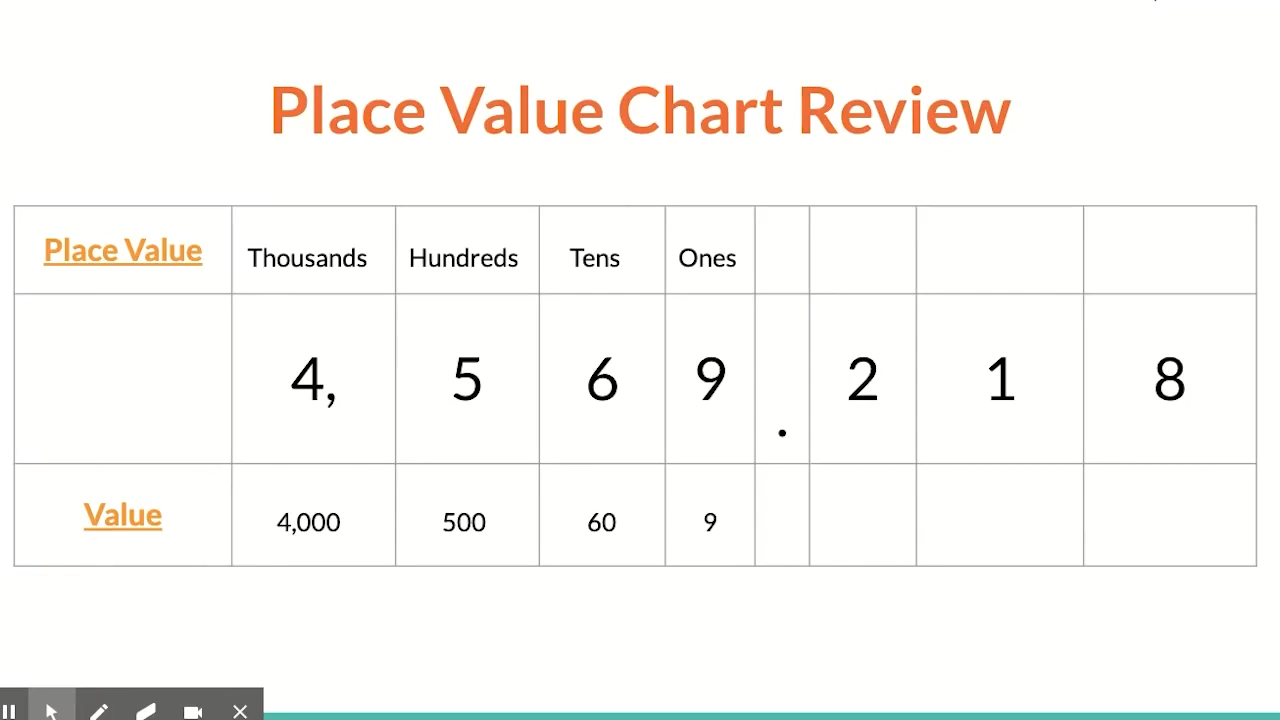 Place Value Chart Review
Place Value Thousands Hundreds Tens Ones
4, 5 6 9 . 2 1 8
Value 4,000 500 60 9